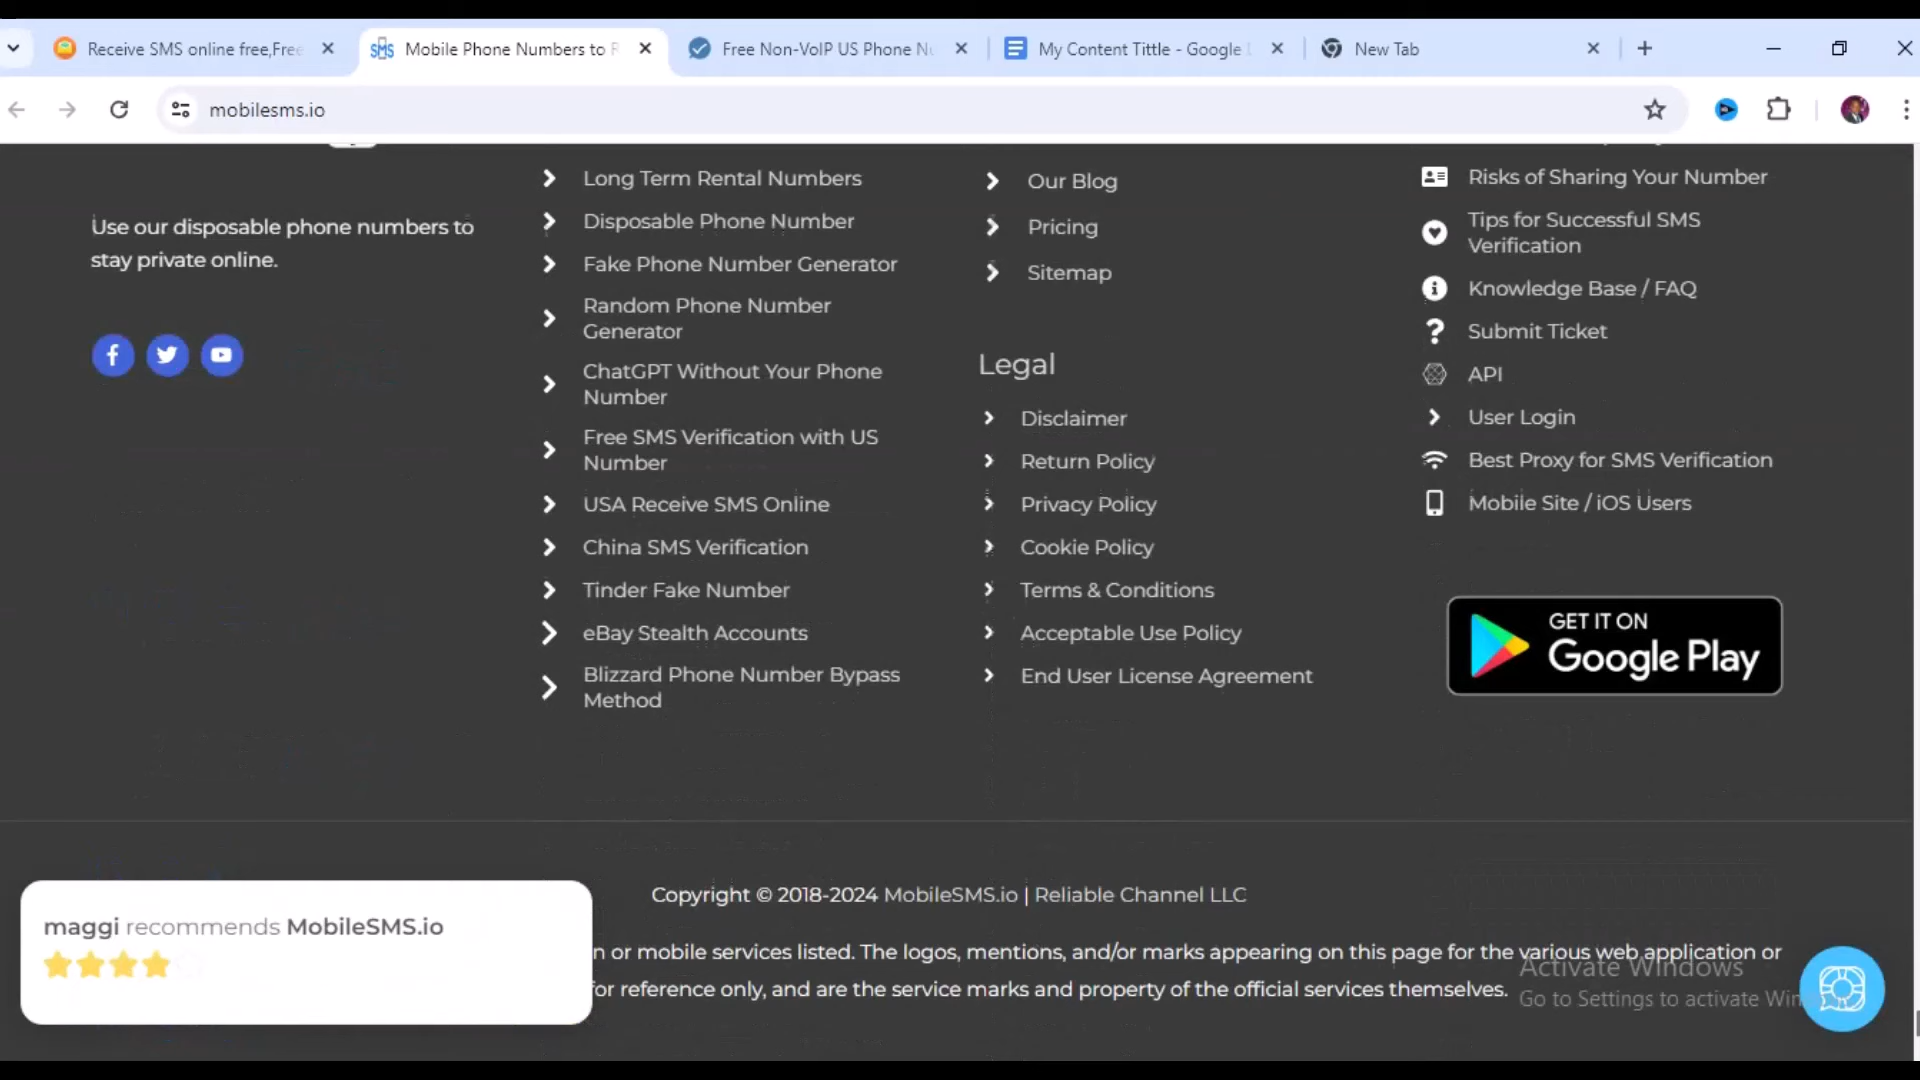 Receive SMS online free,Free
Mobile Phone Numbers to R
Free Non-VoIP US Phone Nu
My Content Tittle - Google
New Tab
mobilesms.io
Use our disposable phone numbers to
stay private online.
Long Term Rental Numbers
Disposable Phone Number
Fake Phone Number Generator
Random Phone Number
Generator
ChatGPT Without Your Phone
Number
Free SMS Verification with US
Number
USA Receive SMS Online
China SMS Verification
Tinder Fake Number
eBay Stealth Accounts
Blizzard Phone Number Bypass
Method
Our Blog
Pricing
Sitemap
Legal
Disclaimer
Return Policy
Privacy Policy
Cookie Policy
Terms & Conditions
Acceptable Use Policy
End User License Agreement
Risks of Sharing Your Number
Tips for Successful SMS
Verification
Knowledge Base / FAQ
Submit Ticket
API
User Login
Best Proxy for SMS Verification
Mobile Site / iOS Users
GET IT ON
Google Play
Copyright © 2018-2024 MobileSMS.io | Reliable Channel LLC
n or mobile services listed. The logos, mentions, and/or marks appearing on this page for the various web application or
or reference only, and are the service marks and property of the official services themselves.
maggi recommends MobileSMS.io
Activate Windows
Go to Settings to activate Win